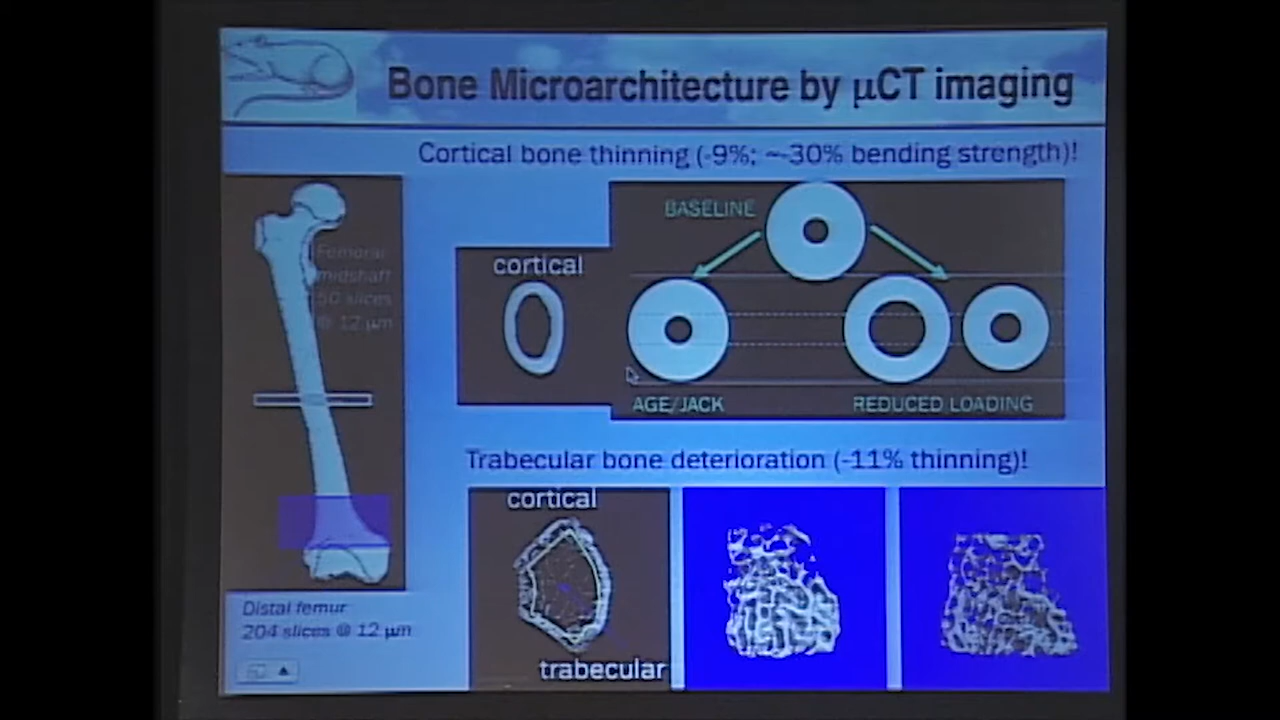 Bone Microarchitecture by µCT imaging
Cortical bone thinning (-9%; ~-30% bending strength)!
Femoral
midshaft
50 slices
@ 12 µm
BASELINE
cortical
AGE/JACK
REDUCED LOADING
Trabecular bone deterioration (-11% thinning)!
cortical
trabecular
Distal femur
204 slices @ 12 µm